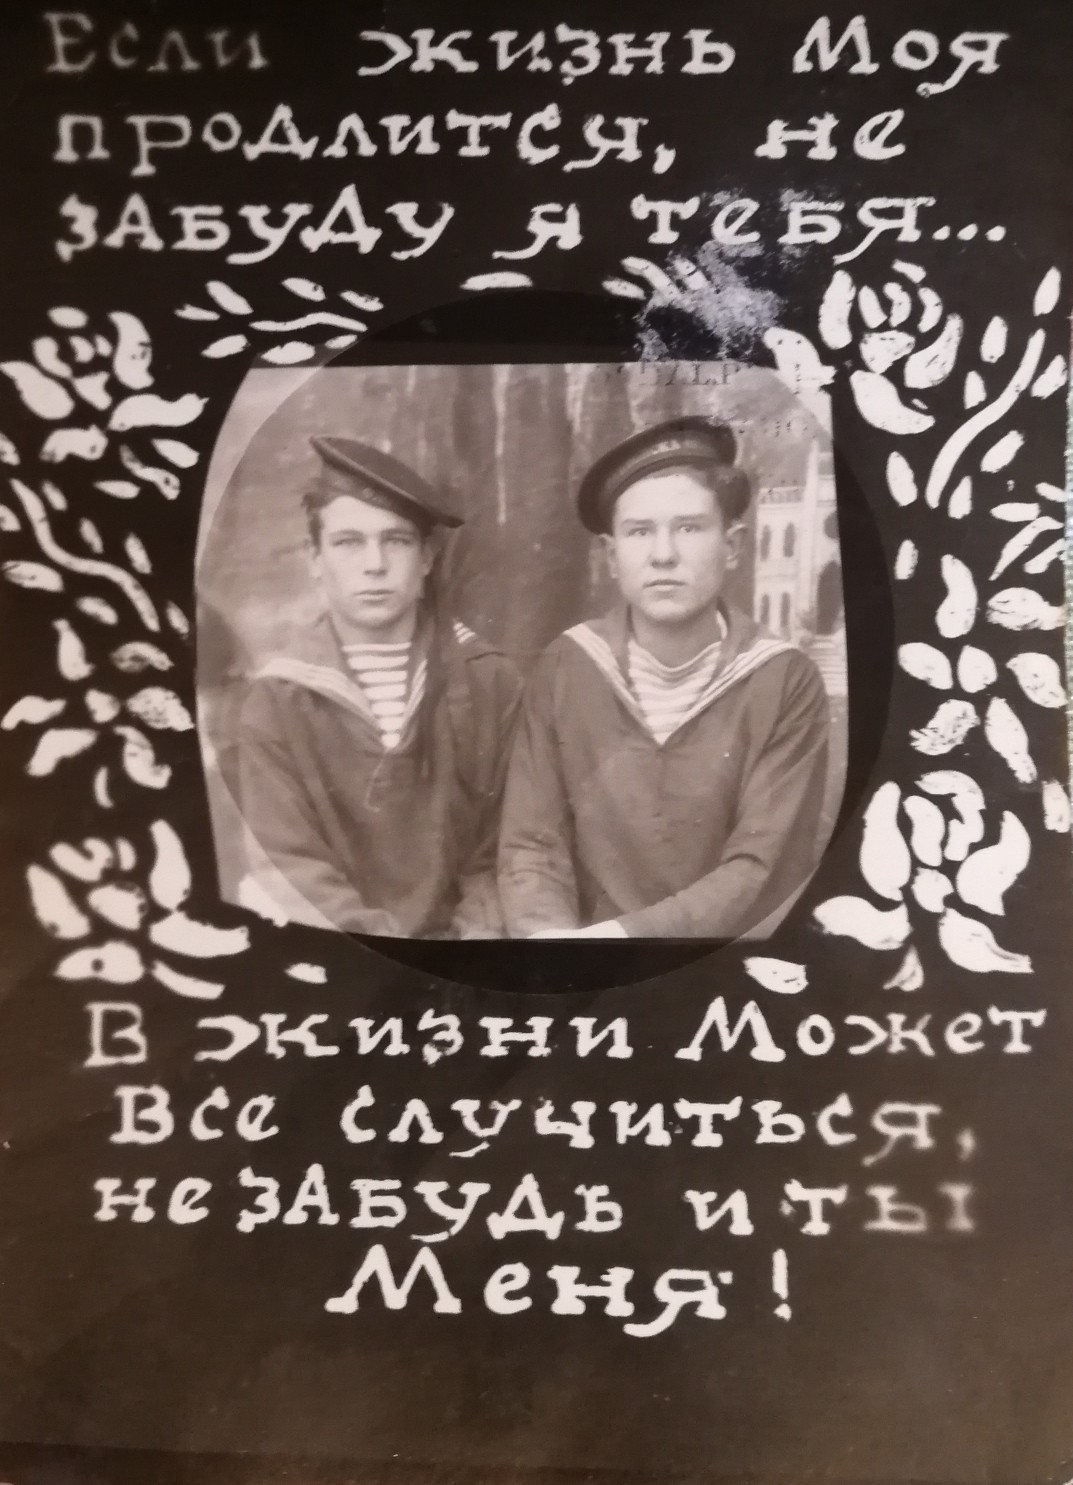 Если жизнь Моя
продлится, не
зАбуду я тебя...
В жизни Может
Все случиться,
не зАбудь и ты
Меня!